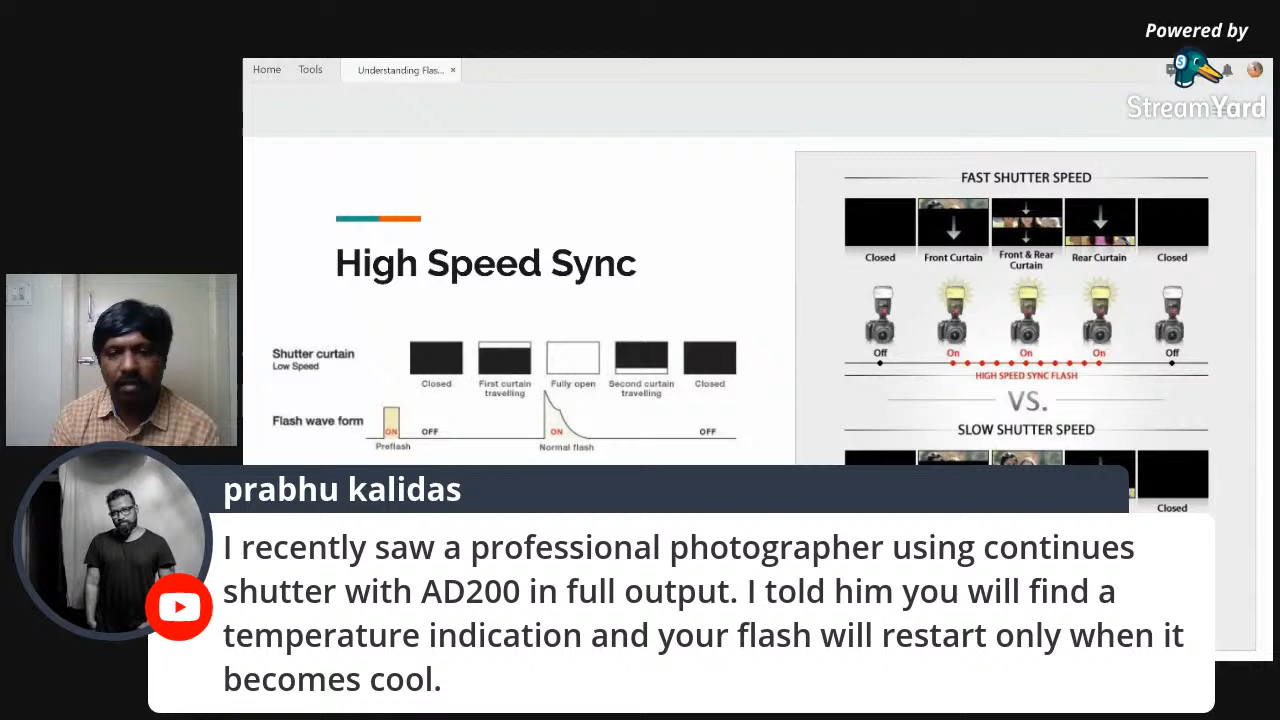 Powered by
StreamYard
Home Tools Understanding Flas... ×
High Speed Sync
Shutter curtain
Low Speed
Closed First curtain travelling Fully open Second curtain travelling Closed
Flash wave form
ON OFF ON OFF
Preflash Normal flash
FAST SHUTTER SPEED
Closed Front Curtain Front & Rear Curtain Rear Curtain Closed
Off On On On Off
HIGH SPEED SYNC FLASH
VS.
SLOW SHUTTER SPEED
Closed
prabhu kalidas
I recently saw a professional photographer using continues
shutter with AD200 in full output. I told him you will find a
temperature indication and your flash will restart only when it
becomes cool.